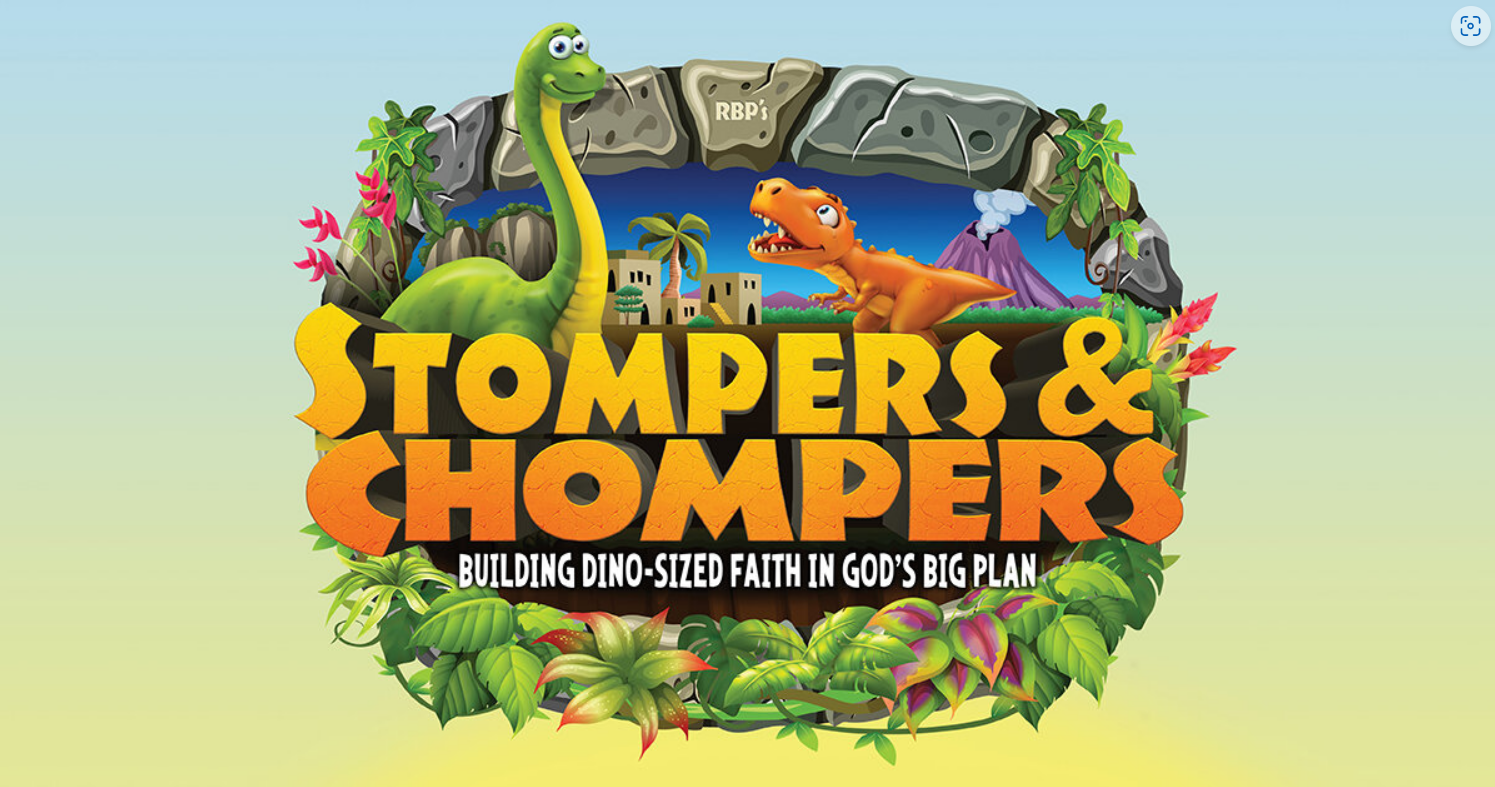 RBP's
STOMPERS &
CHOMPERS
BUILDING DINO-SIZED FAITH IN GOD'S BIG PLAN